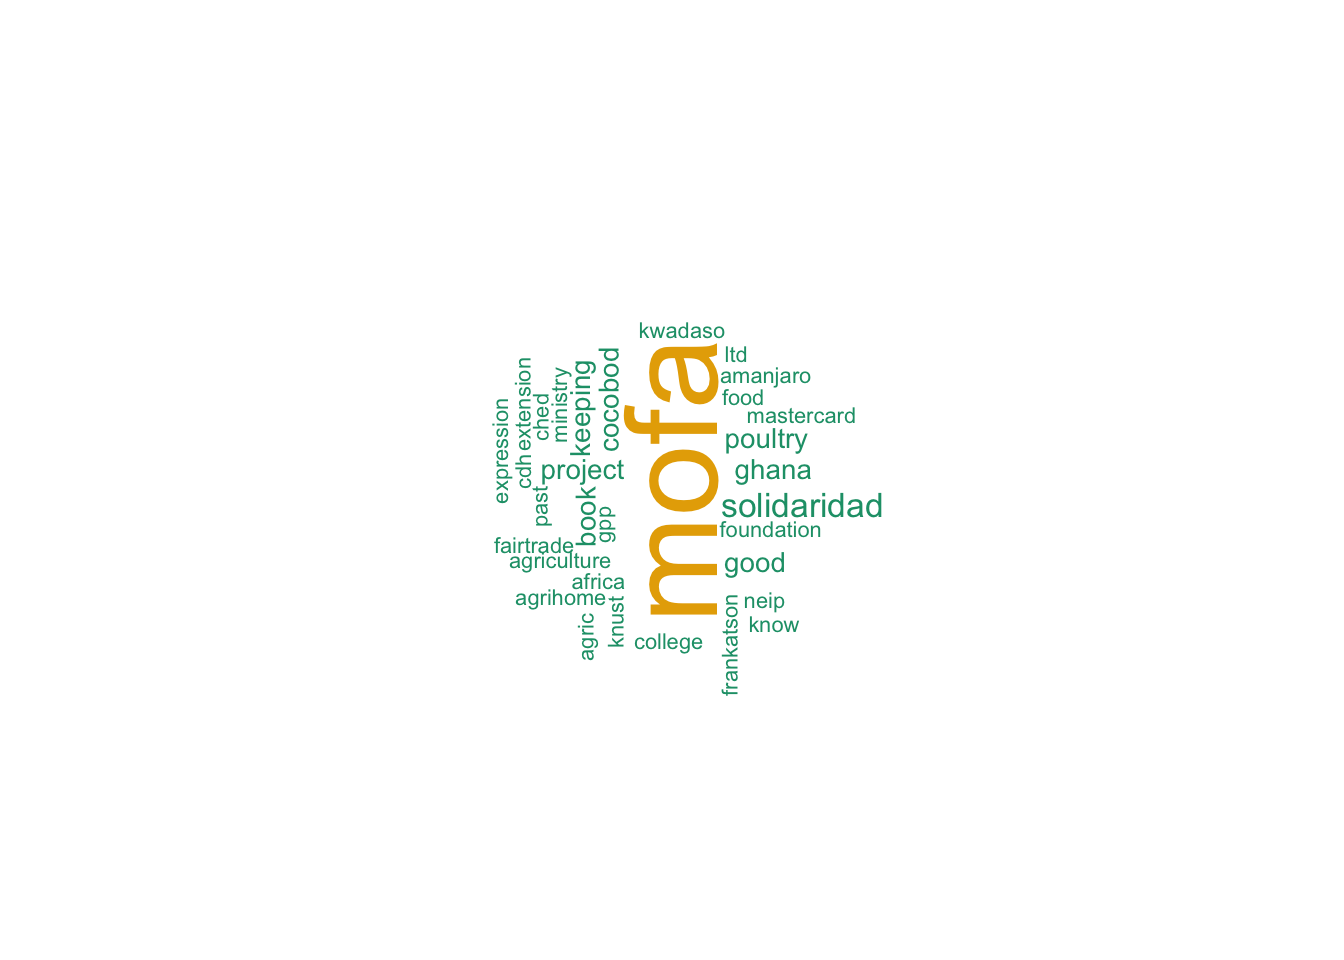 kwadaso
ltd
amanjaro
food
mastercard
poultry
ghana
solidaridad
foundation
good
neip
know
frankatson
mofa
cocobod
keeping
ministry
ched
extension
expression
cdh
project
past
book
gpp
fairtrade
agriculture
africa
agrihome
knust
agric
college